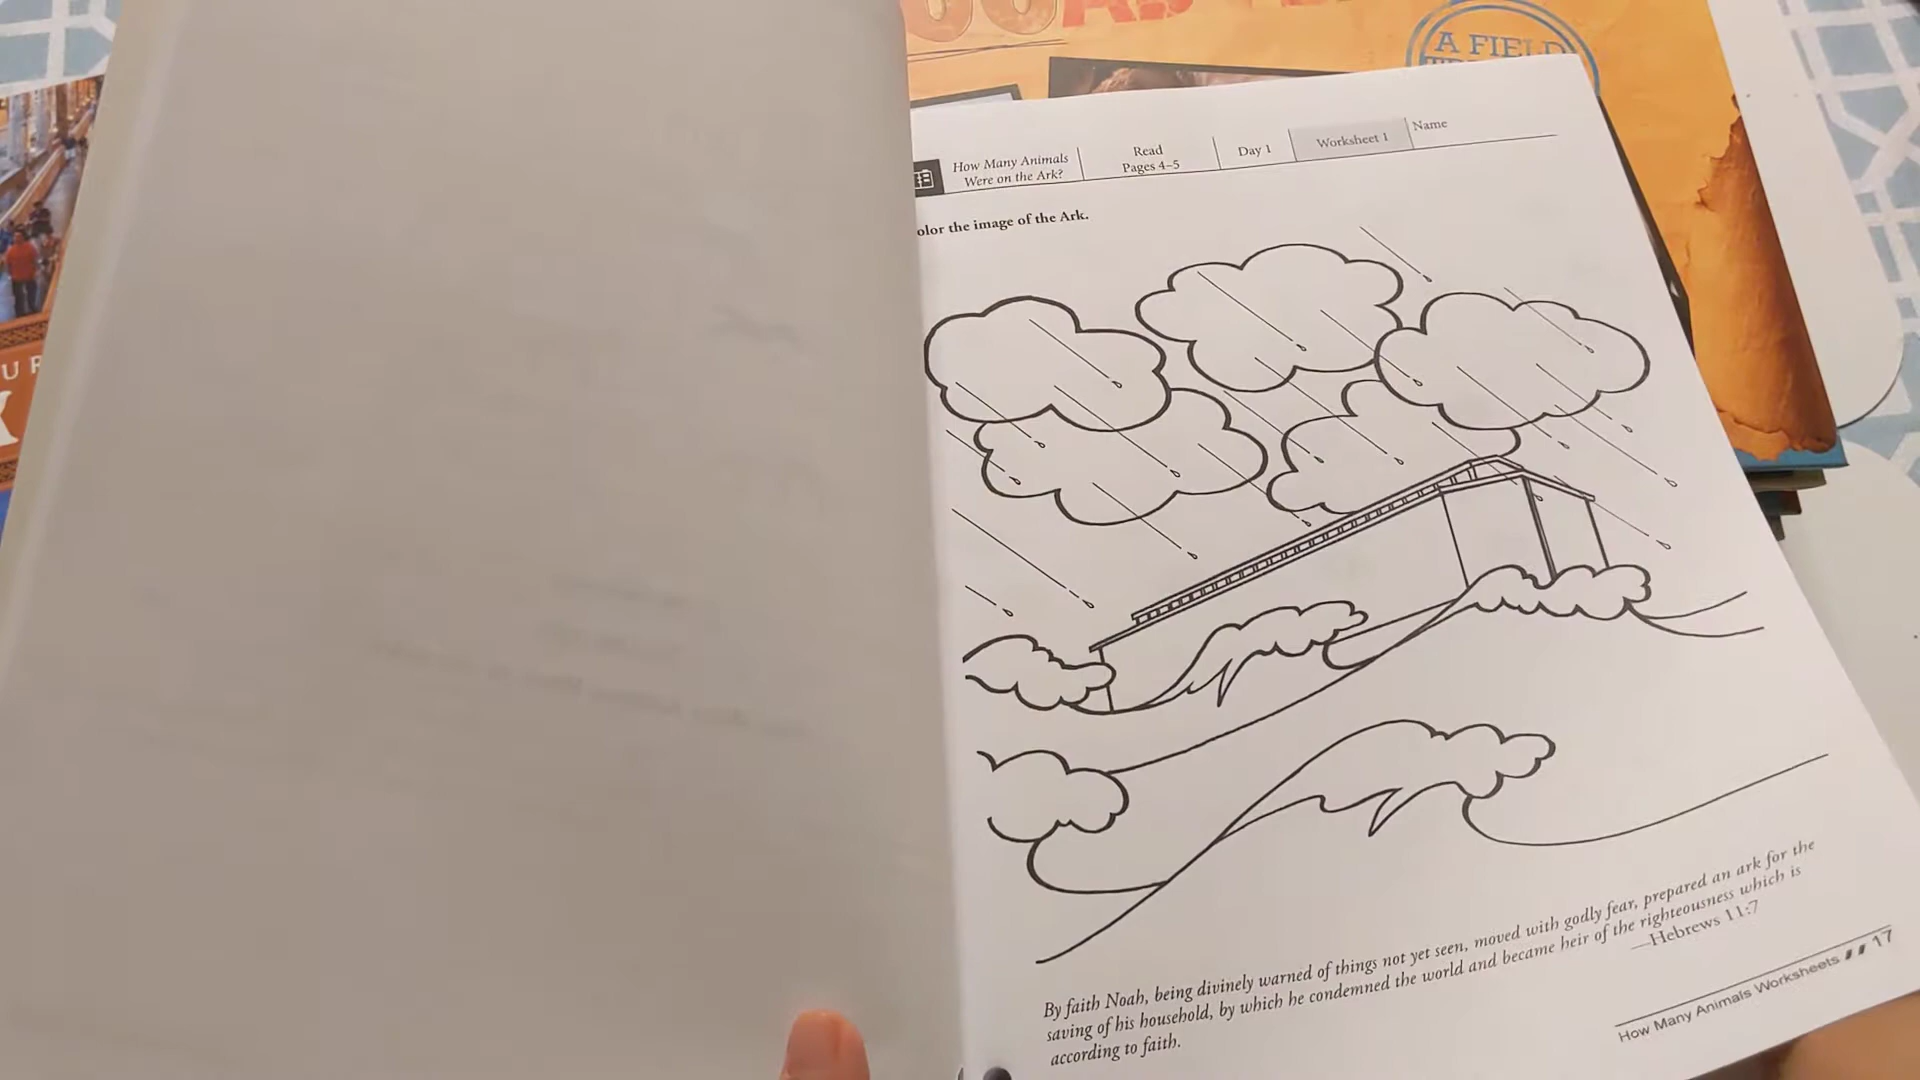 A FIELD
How Many Animals
Were on the Ark?
Read
Pages 4–5
Day 1
Worksheet 1
Name
olor the image of the Ark.
By faith Noah, being divinely warned of things not yet seen, moved with godly fear, prepared an ark for the
saving of his household, by which he condemned the world and became heir of the righteousness which is
according to faith.
—Hebrews 11:7
How Many Animals Worksheets 17